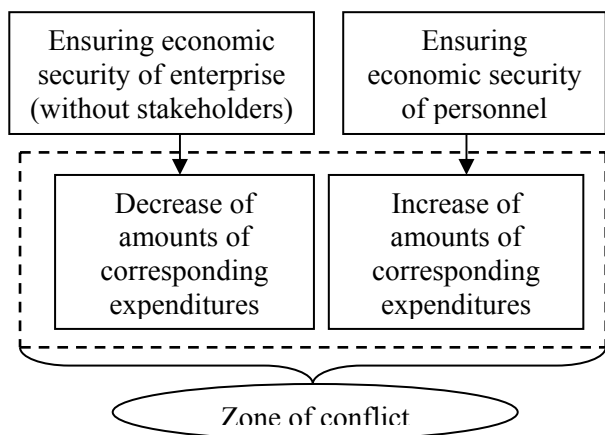 Ensuring economic
security of enterprise
(without stakeholders)
Ensuring
economic security
of personnel
Decrease of
amounts of
corresponding
expenditures
Increase of
amounts of
corresponding
expenditures
Zone of conflict